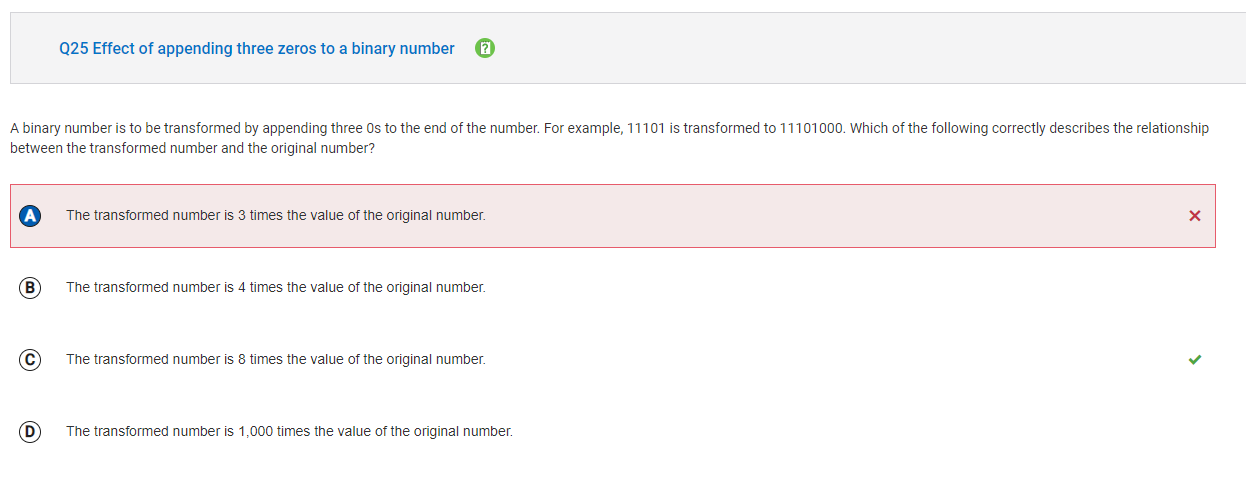 Q25 Effect of appending three zeros to a binary number
A binary number is to be transformed by appending three 0s to the end of the number. For example, 11101 is transformed to 11101000. Which of the following correctly describes the relationship
between the transformed number and the original number?
A The transformed number is 3 times the value of the original number.
B The transformed number is 4 times the value of the original number.
C The transformed number is 8 times the value of the original number.
D The transformed number is 1,000 times the value of the original number.